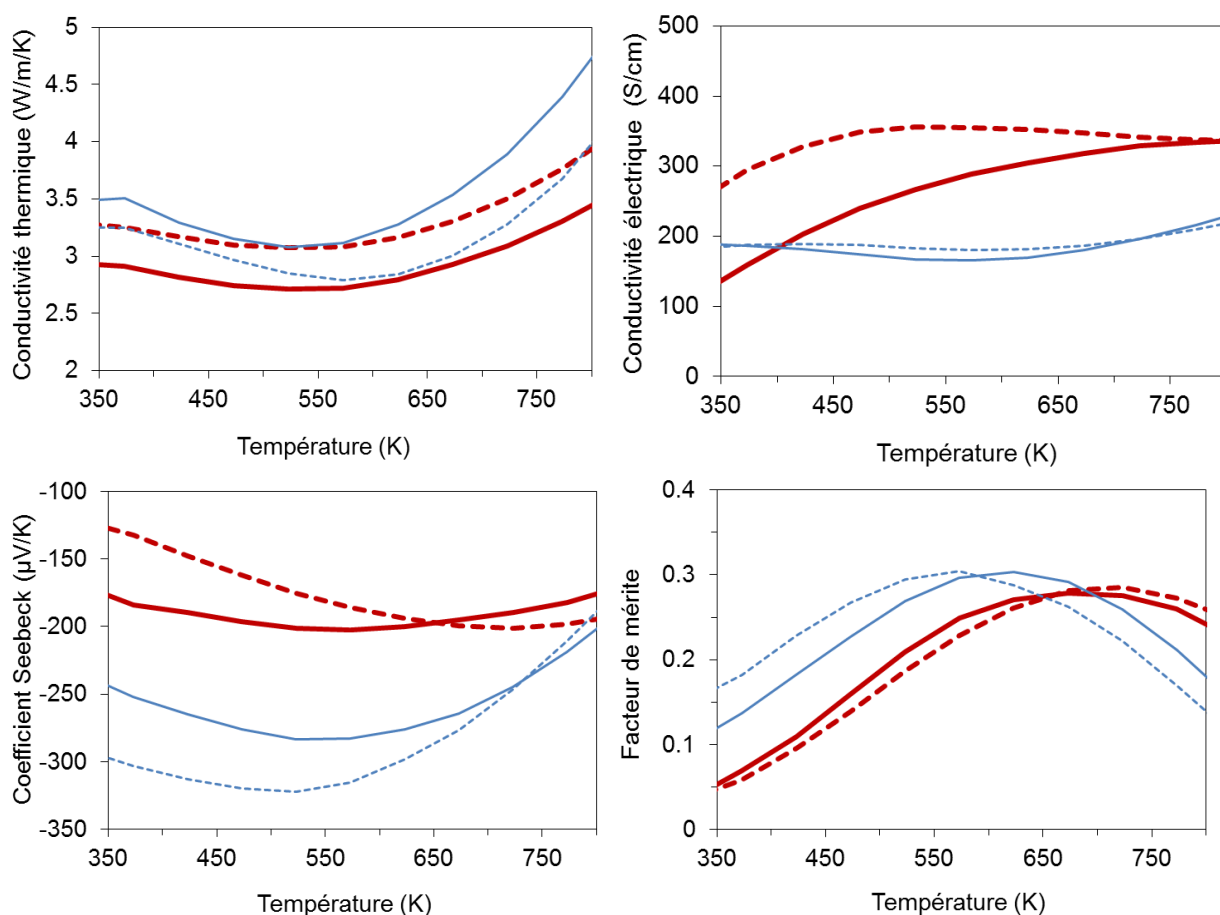 Conductivité thermique (W/m/K)
5
4.5
4
3.5
3
2.5
2
350 450 550 650 750
Température (K)
Conductivité électrique (S/cm)
500
400
300
200
100
0
350 450 550 650 750
Température (K)
Coefficient Seebeck (µV/K)
-100
-150
-200
-250
-300
-350
350 450 550 650 750
Température (K)
Facteur de mérite
0.4
0.3
0.2
0.1
0
350 450 550 650 750
Température (K)